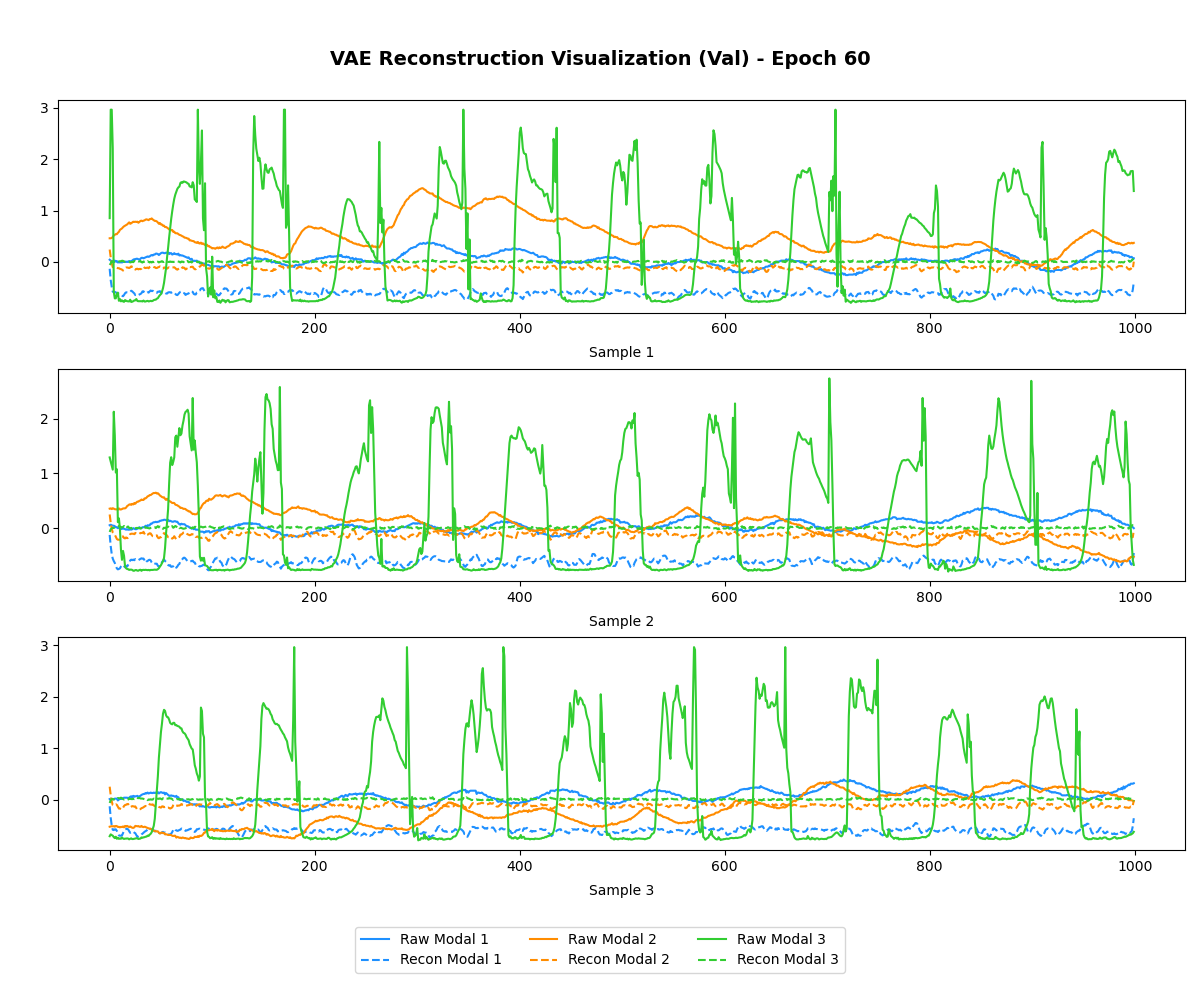 VAE Reconstruction Visualization (Val) - Epoch 60
3
2
1
0
0 200 400 600 800 1000
Sample 1
2
1
0
0 200 400 600 800 1000
Sample 2
3
2
1
0
0 200 400 600 800 1000
Sample 3
Raw Modal 1 Raw Modal 2 Raw Modal 3
Recon Modal 1 Recon Modal 2 Recon Modal 3